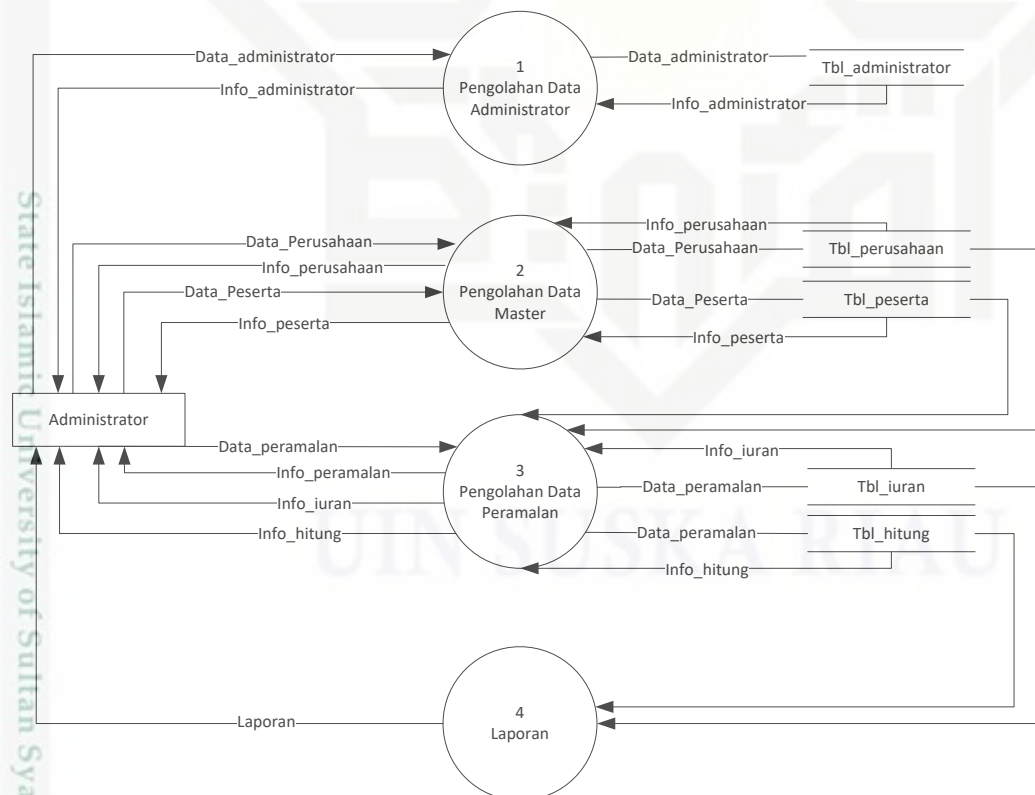 Data_administrator
Info_administrator
1
Pengolahan Data
Administrator
Data_administrator
Info_administrator
Tbl_administrator
Data_Perusahaan
Info_perusahaan
Data_Peserta
Info_peserta
2
Pengolahan Data
Master
Info_perusahaan
Data_Perusahaan
Data_Peserta
Info_peserta
Tbl_perusahaan
Tbl_peserta
Administrator
Data_peramalan
Info_peramalan
Info_iuran
Info_hitung
3
Pengolahan Data
Peramalan
Info_iuran
Data_peramalan
Data_peramalan
Info_hitung
Tbl_iuran
Tbl_hitung
Laporan
4
Laporan
State Islamic University of Sultan Sya
UIN SUSKA RIAU